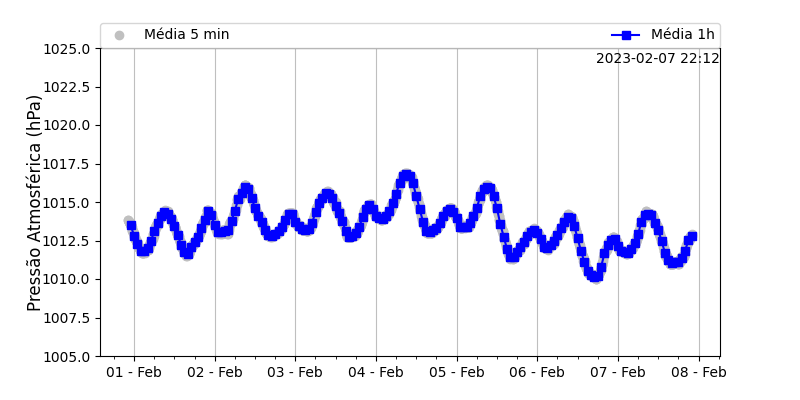 Média 5 min
Média 1h
2023-02-07 22:12
Pressão Atmosférica (hPa)
1025.0
1022.5
1020.0
1017.5
1015.0
1012.5
1010.0
1007.5
1005.0
01 - Feb
02 - Feb
03 - Feb
04 - Feb
05 - Feb
06 - Feb
07 - Feb
08 - Feb